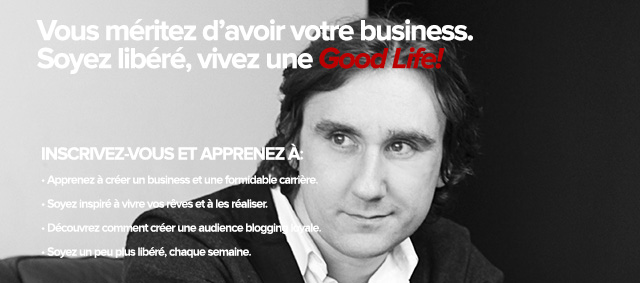 Vous méritez d'avoir votre business.
Soyez libéré, vivez une Good Life!
INSCRIVEZ-VOUS ET APPRENEZ À:
• Apprenez à créer un business et une formidable carrière.
• Soyez inspiré à vivre vos rêves et à les réaliser.
• Découvrez comment créer une audience blogging loyale.
• Soyez un peu plus libéré, chaque semaine.